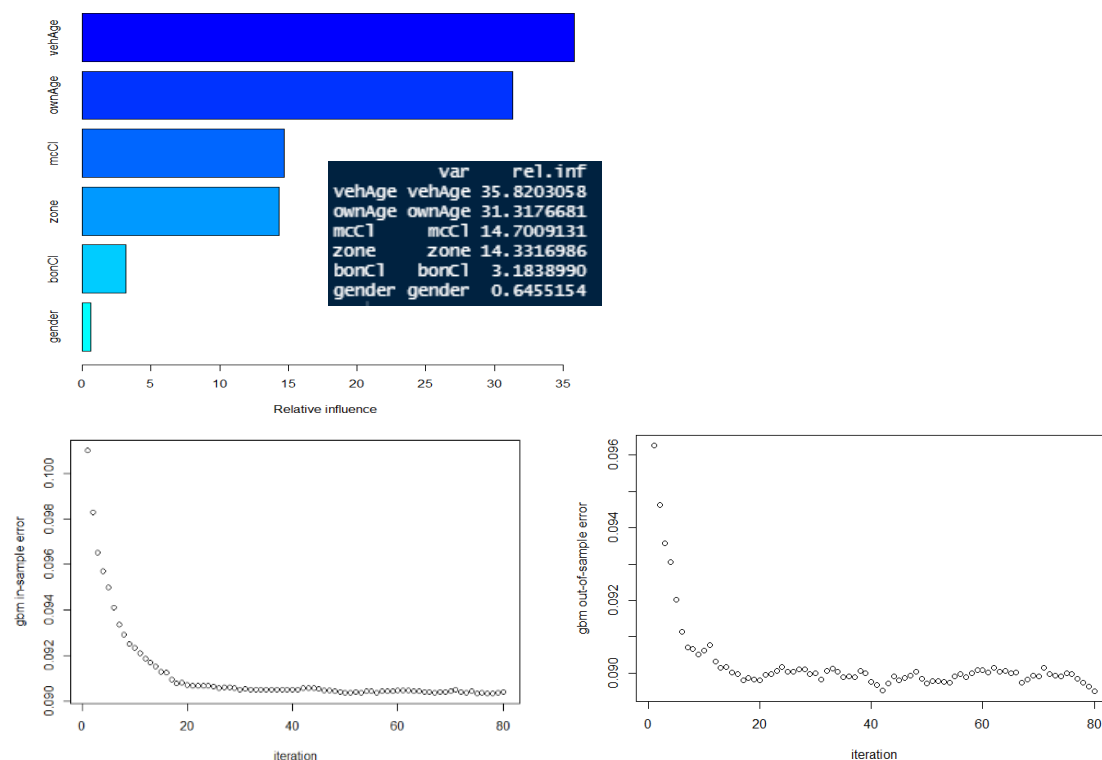 vehAge
ownAge
mcCl
zone
bonCl
gender
0 5 10 15 20 25 30 35
Relative influence
var rel.inf
vehAge vehAge 35.8203058
ownAge ownAge 31.3176681
mcCl mcCl 14.7009131
zone zone 14.3316986
bonCl bonCl 3.1838990
gender gender 0.6455154
gbm in-sample error
0.100
0.098
0.096
0.094
0.092
0.090
0 20 40 60 80
iteration
gbm out-of-sample error
0.096
0.094
0.092
0.090
0 20 40 60 80
iteration